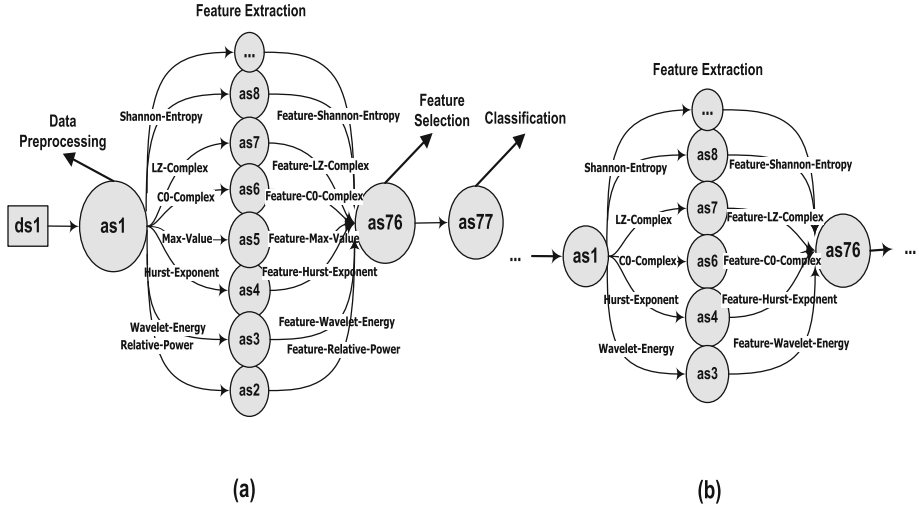 Feature Extraction
...
as8
Shannon-Entropy
Feature-Shannon-Entropy
Data
Preprocessing
Feature
Selection
Classification
as7
LZ-Complex
Feature-LZ-Complex
as6
C0-Complex
Feature-C0-Complex
ds1
as1
as76
as77
as5
Max-Value
Feature-Max-Value
Hurst-Exponent
Feature-Hurst-Exponent
as4
Wavelet-Energy
as3
Feature-Wavelet-Energy
Relative-Power
Feature-Relative-Power
as2
(a)
Feature Extraction
...
as8
Shannon-Entropy
Feature-Shannon-Entropy
as7
LZ-Complex
Feature-LZ-Complex
...
as1
C0-Complex
as6
Feature-C0-Complex
as76
...
Hurst-Exponent
Feature-Hurst-Exponent
as4
Wavelet-Energy
Feature-Wavelet-Energy
as3
(b)